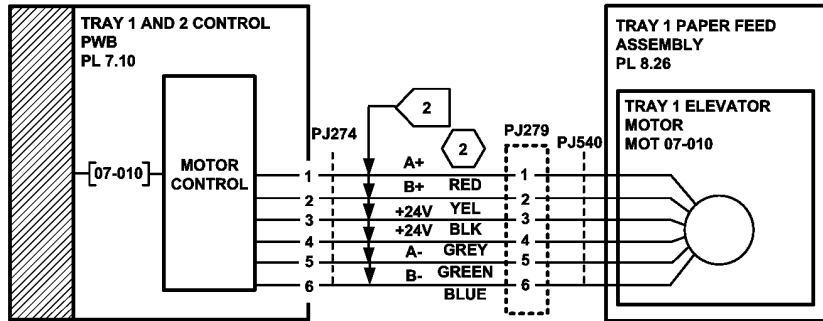 TRAY 1 AND 2 CONTROL
PWB
PL 7.10
07-010
MOTOR
CONTROL
PJ274
2
2
PJ279
PJ540
TRAY 1 PAPER FEED
ASSEMBLY
PL 8.26
TRAY 1 ELEVATOR
MOTOR
MOT 07-010
1 A+ 1
2 B+ RED 2
3 +24V YEL 3
4 +24V BLK 4
5 A- GREY 5
6 B- GREEN 6
BLUE